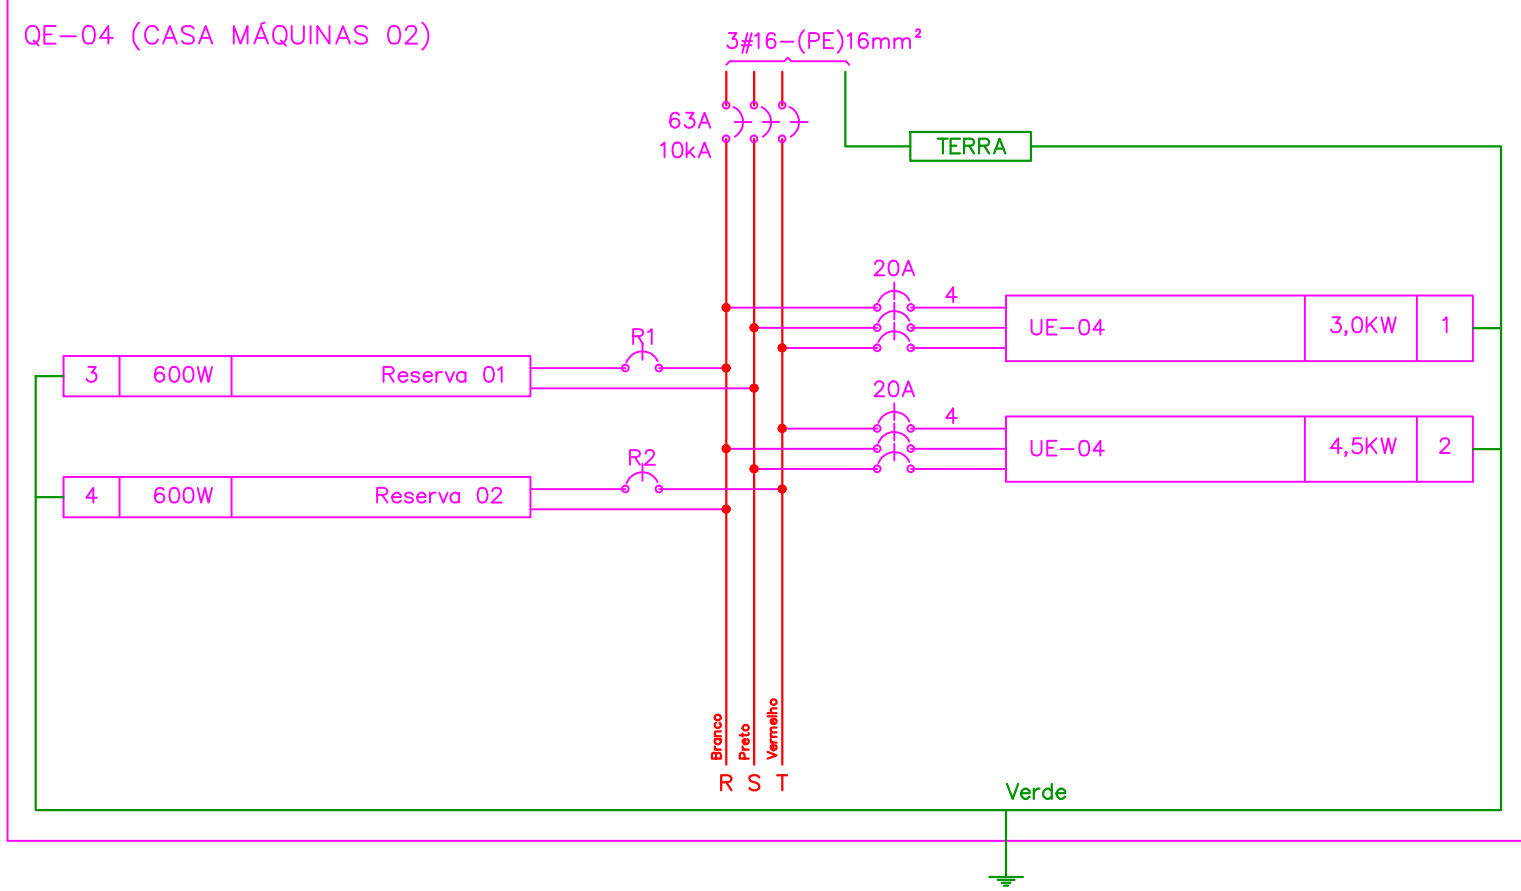 QE-04 (CASA MÁQUINAS 02)
3#16-(PE)16mm²
63A
10kA
TERRA
20A
4
UE-04 3,0KW 1
R1
3 600W Reserva 01
20A
4
UE-04 4,5KW 2
R2
4 600W Reserva 02
Branco
Preto
Vermelho
R S T
Verde